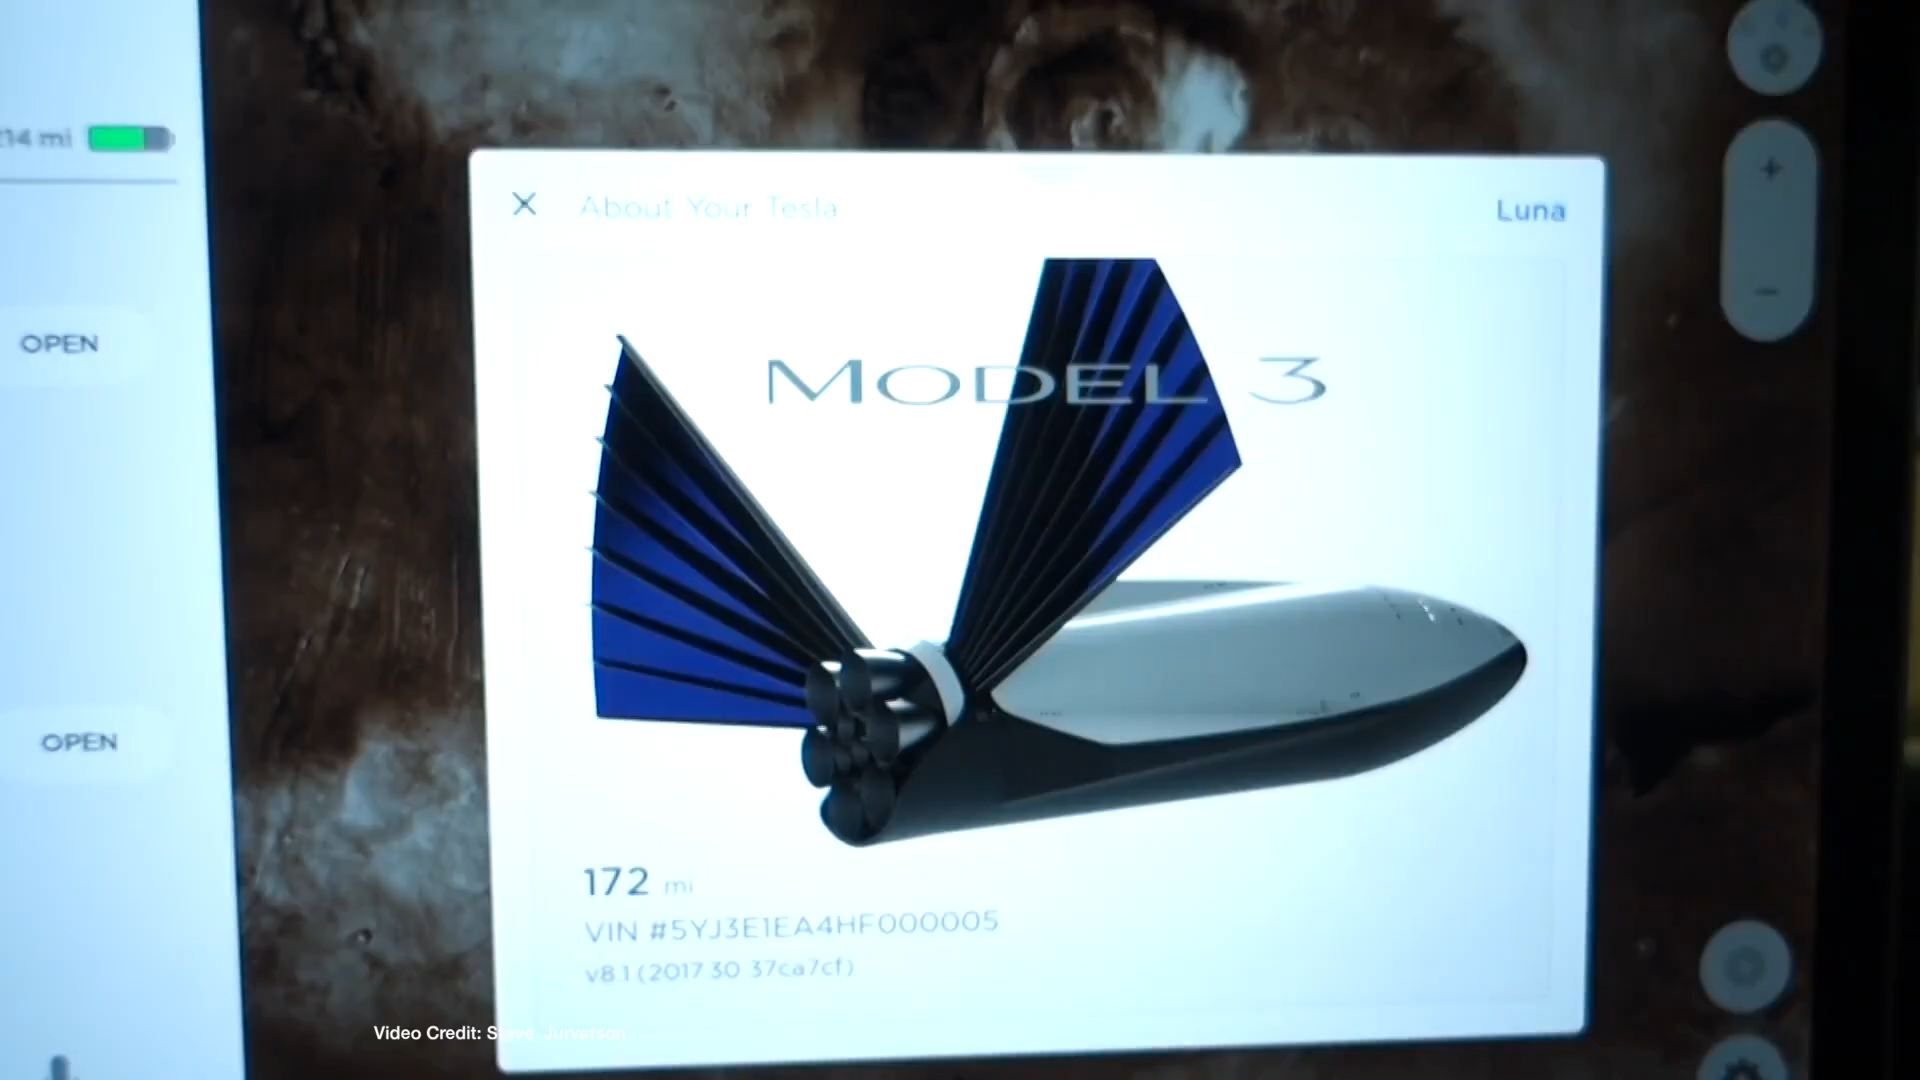 214 mi
OPEN
OPEN
About Your Tesla
Luna
MODEL 3
172 mi
VIN #5YJ3E1EA4HF000005
v8.1 (2017 30 37ca7cf)
Video Credit: Steve Jurvetson
+
−